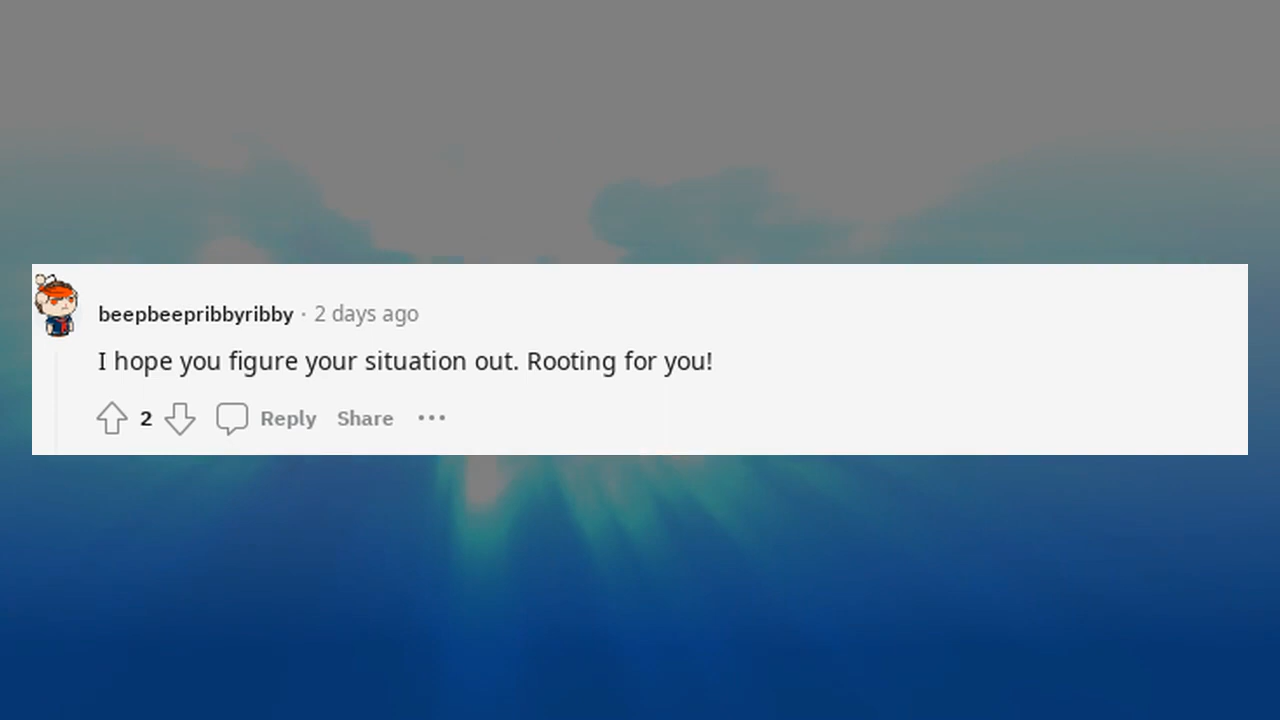 beepbeepribbyribby · 2 days ago
I hope you figure your situation out. Rooting for you!
2 Reply Share •••